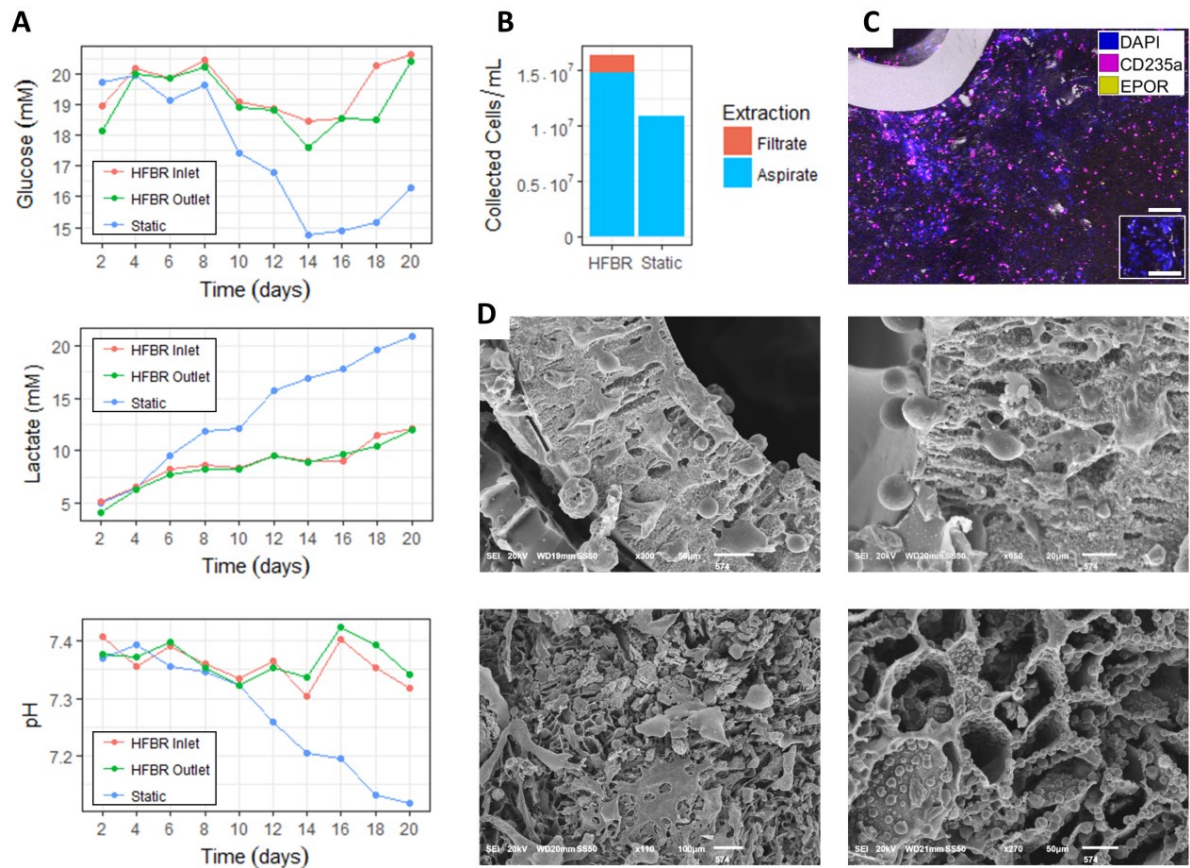 A
Glucose (mM)
20
19
18
17
16
15
HFBR Inlet
HFBR Outlet
Static
2 4 6 8 10 12 14 16 18 20
Time (days)
Lactate (mM)
20
15
10
5
HFBR Inlet
HFBR Outlet
Static
2 4 6 8 10 12 14 16 18 20
Time (days)
pH
7.4
7.3
7.2
HFBR Inlet
HFBR Outlet
Static
2 4 6 8 10 12 14 16 18 20
Time (days)
B
Collected Cells/mL
1.5·10⁷
1·10⁷
0.5·10⁷
0
HFBR Static
Extraction
Filtrate
Aspirate
C
DAPI
CD235a
EPOR
D
SEI 20kV WD19mm SS50 x300 50μm
574
SEI 20kV WD20mm SS50 x650 20μm
574
SEI 20kV WD20mm SS50 x110 100μm
574
SEI 20kV WD21mm SS50 x270 50μm
574